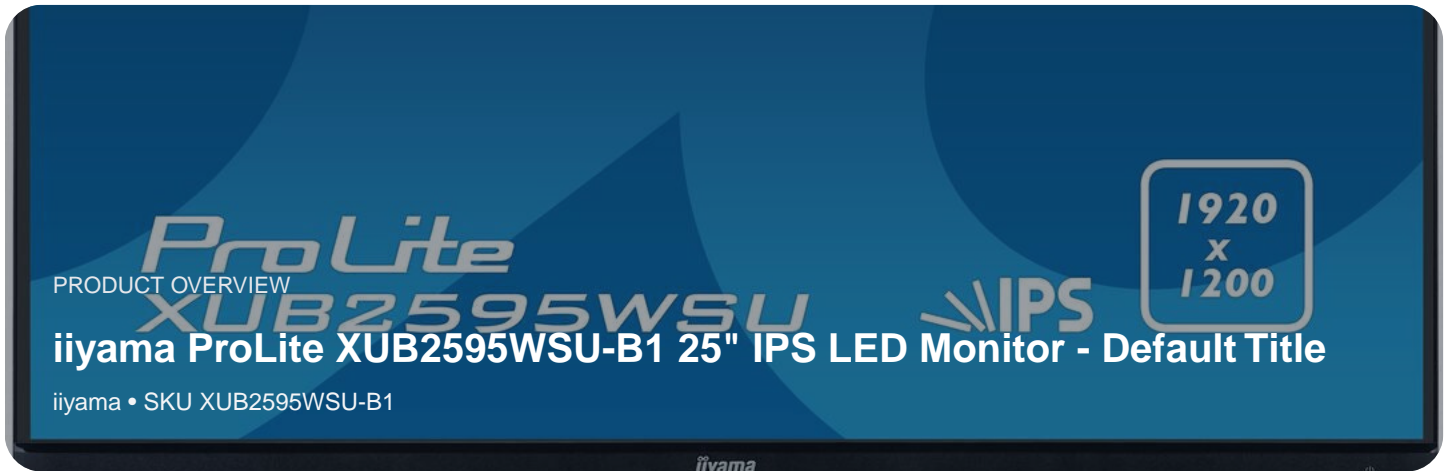 ProLite
PRODUCT OVERVIEW
XUB2595WSU
IPS
1920
x
1200
iiyama ProLite XUB2595WSU-B1 25" IPS LED Monitor - Default Title
iiyama • SKU XUB2595WSU-B1
iiyama